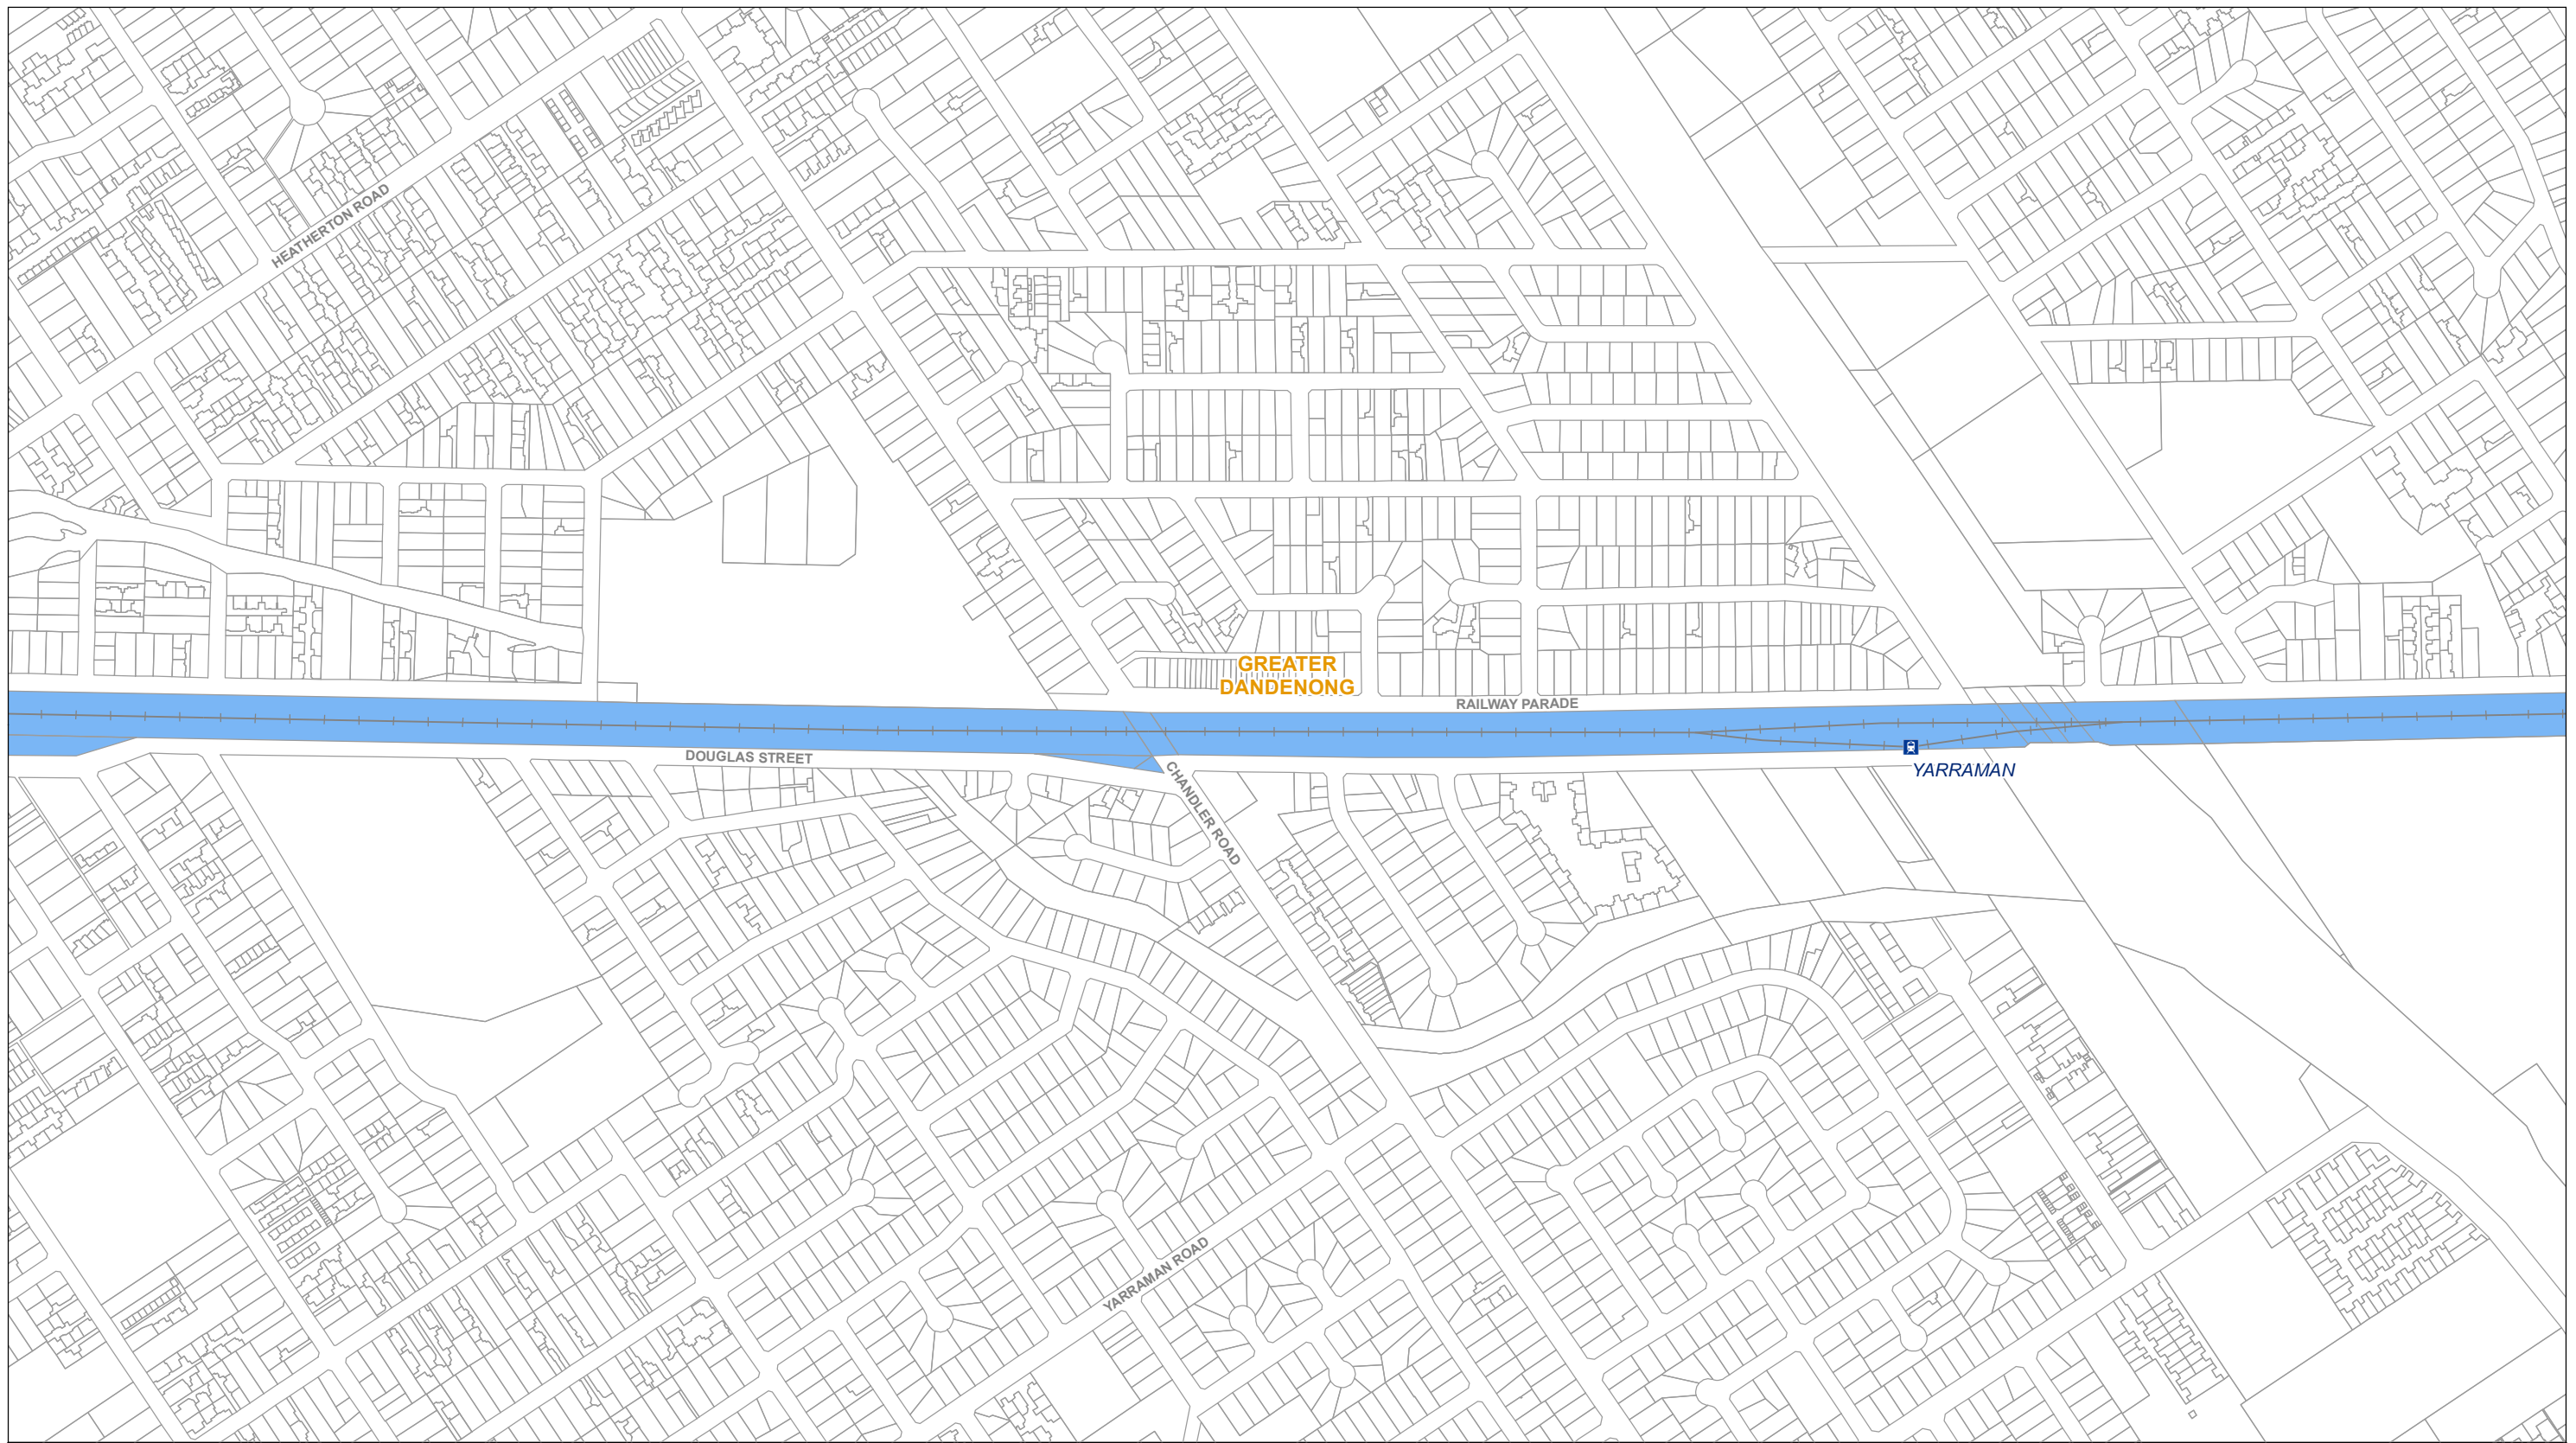 HEATHERTON ROAD
GREATER
DANDENONG
RAILWAY PARADE
DOUGLAS STREET
CHANDLER ROAD
YARRAMAN
YARRAMAN ROAD